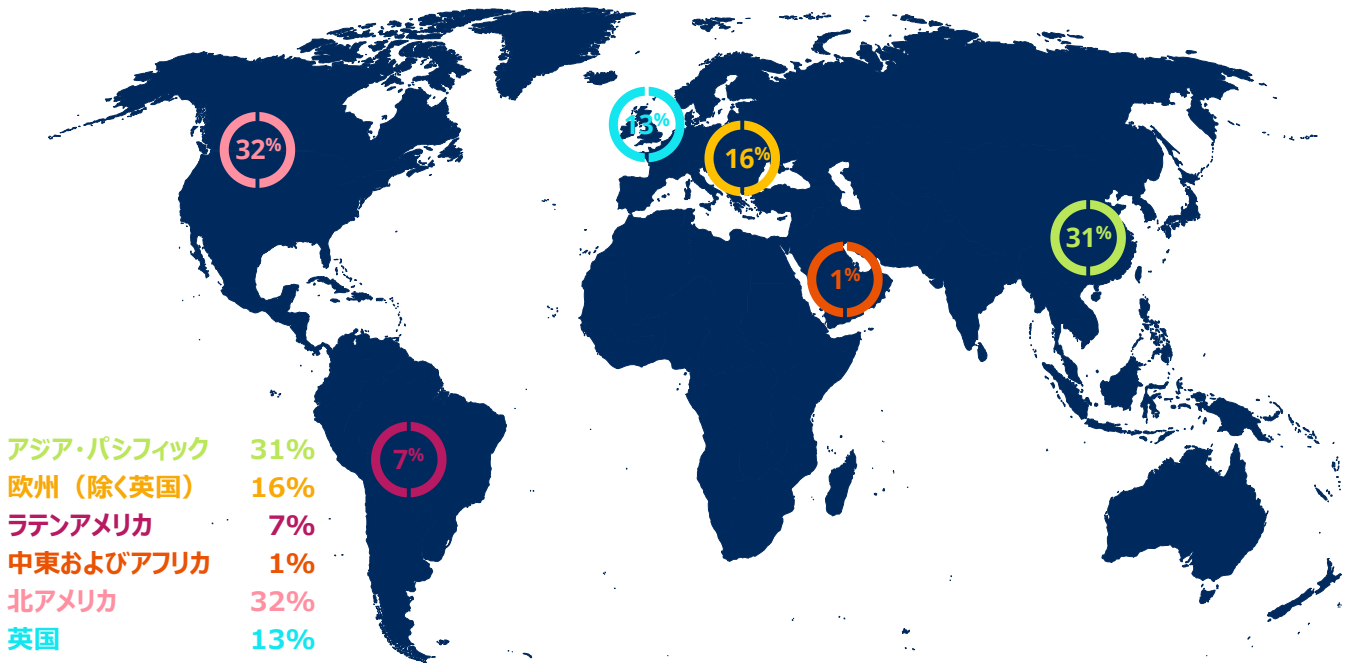 13%
32%
16%
31%
1%
7%
アジア・パシフィック 31%
欧州（除く英国） 16%
ラテンアメリカ 7%
中東およびアフリカ 1%
北アメリカ 32%
英国 13%